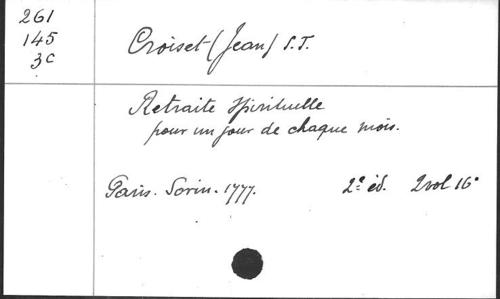 261
145
3c
Croiset (Jean) S.J.
Retraite spirituelle
pour un jour de chaque mois.
Paris. Sorin. 1777. 2e éd. 2 vol 16°